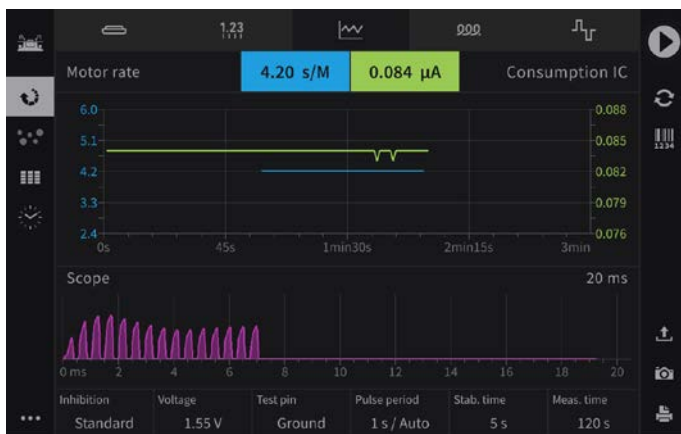 1.23
Motor rate 4.20 s/M 0.084 μA Consumption IC
6.0 0.088
5.1 0.085
4.2 0.082
3.3 0.079
2.4 0.076
0s 45s 1min30s 2min15s 3min
1234
Scope 20 ms
0 ms 2 4 6 8 10 12 14 16 18 20
Inhibition Voltage Test pin Pulse period Stab. time Meas. time
Standard 1.55 V Ground 1 s / Auto 5 s 120 s